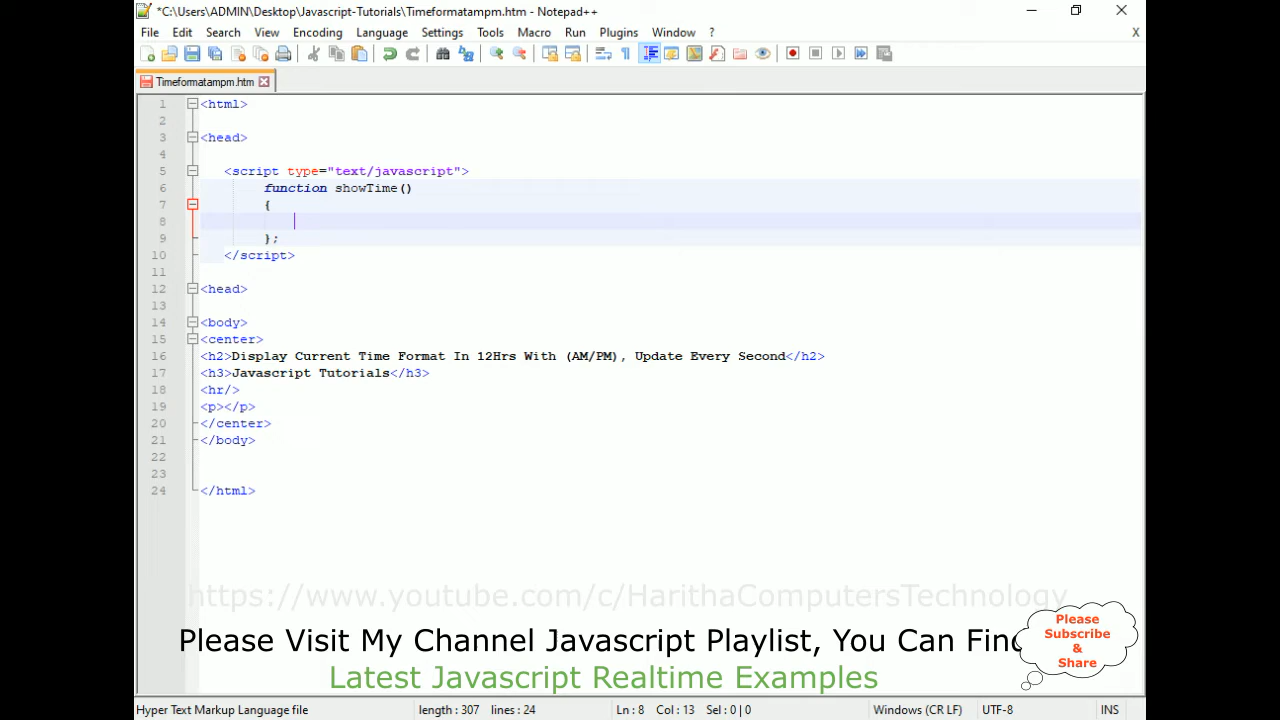 *C:\Users\ADMIN\Desktop\Javascript-Tutorials\Timeformatampm.htm - Notepad++
File Edit Search View Encoding Language Settings Tools Macro Run Plugins Window ? X
Timeformatampm.htm
1 <html>
2
3 <head>
4
5 <script type="text/javascript">
6 function showTime()
7 {
8
9 };
10 </script>
11
12 <head>
13
14 <body>
15 <center>
16 <h2>Display Current Time Format In 12Hrs With (AM/PM), Update Every Second</h2>
17 <h3>Javascript Tutorials</h3>
18 <hr/>
19 <p></p>
20 </center>
21 </body>
22
23
24 </html>
https://www.youtube.com/c/HarithaComputersTechnology
Please Visit My Channel Javascript Playlist, You Can Find
Latest Javascript Realtime Examples
Please
Subscribe
&
Share
Hyper Text Markup Language file length : 307 lines : 24 Ln : 8 Col : 13 Sel : 0 | 0 Windows (CR LF) UTF-8 INS